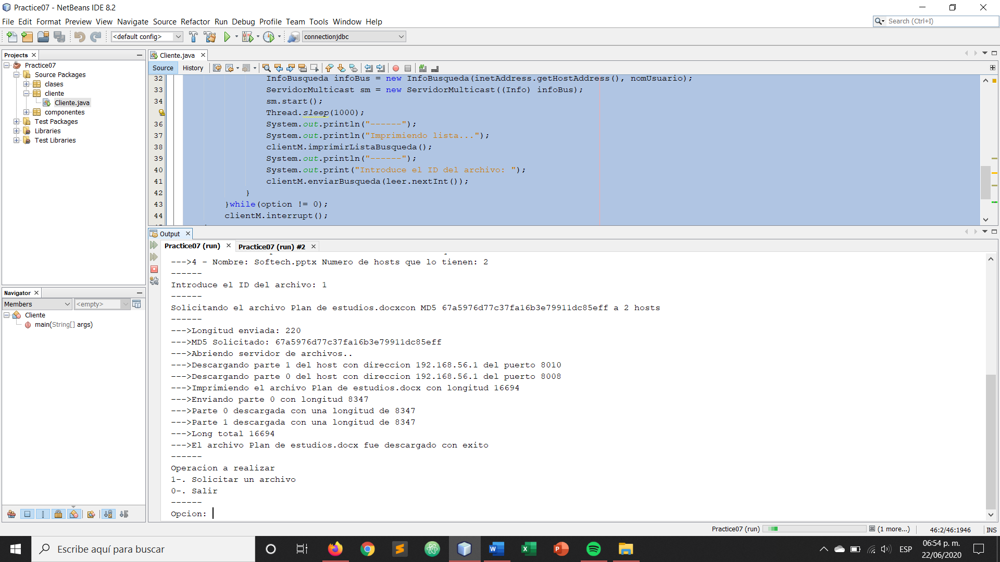 Practice07 - NetBeans IDE 8.2
File Edit Format Preview View Navigate Source Refactor Run Debug Profile Team Tools Window Help
Search (Ctrl+I)
<default config>
connectionjdbc
Projects
Practice07
Source Packages
clases
cliente
Cliente.java
componentes
Test Packages
Libraries
Test Libraries
Navigator
Members
<empty>
Cliente
main(String[] args)
Cliente.java
Source History
32 InfoBusqueda infoBus = new InfoBusqueda(inetAddress.getHostAddress(), nomUsuario);
33 ServidorMulticast sm = new ServidorMulticast((Info) infoBus);
34 sm.start();
Thread.sleep(1000);
36 System.out.println("------");
37 System.out.println("Imprimiendo lista...");
38 clientM.imprimirListaBusqueda();
39 System.out.println("------");
40 System.out.print("Introduce el ID del archivo: ");
41 clientM.enviarBusqueda(leer.nextInt());
42 }
43 }while(option != 0);
44 clientM.interrupt();
Output
Practice07 (run) Practice07 (run) #2
--->4 - Nombre: Softech.pptx Numero de hosts que lo tienen: 2
------
Introduce el ID del archivo: 1
------
Solicitando el archivo Plan de estudios.docxcon MD5 67a5976d77c37fa16b3e79911dc85eff a 2 hosts
------
--->Longitud enviada: 220
--->MD5 Solicitado: 67a5976d77c37fa16b3e79911dc85eff
--->Abriendo servidor de archivos..
--->Descargando parte 1 del host con direccion 192.168.56.1 del puerto 8010
--->Descargando parte 0 del host con direccion 192.168.56.1 del puerto 8008
--->Imprimiendo el archivo Plan de estudios.docx con longitud 16694
--->Enviando parte 0 con longitud 8347
--->Parte 0 descargada con una longitud de 8347
--->Parte 1 descargada con una longitud de 8347
--->Long total 16694
--->El archivo Plan de estudios.docx fue descargado con exito
------
Operacion a realizar
1-. Solicitar un archivo
0-. Salir
------
Opcion:
Practice07 (run) (1 more...) 46:2/46:1946 INS
Escribe aquí para buscar
ESP
06:54 p. m.
22/06/2020